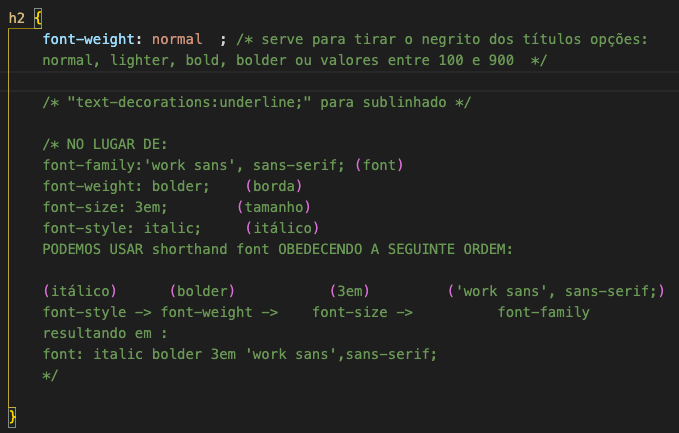 h2 {
font-weight: normal  ; /* serve para tirar o negrito dos títulos opções:
normal, lighter, bold, bolder ou valores entre 100 e 900  */
/* "text-decorations:underline;" para sublinhado */
/* NO LUGAR DE:
font-family:'work sans', sans-serif; (font)
font-weight: bolder;    (borda)
font-size: 3em;        (tamanho)
font-style: italic;     (itálico)
PODEMOS USAR shorthand font OBEDECENDO A SEGUINTE ORDEM:
(itálico)      (bolder)           (3em)         ('work sans', sans-serif;)
font-style -> font-weight ->    font-size ->          font-family
resultando em :
font: italic bolder 3em 'work sans',sans-serif;
*/
}